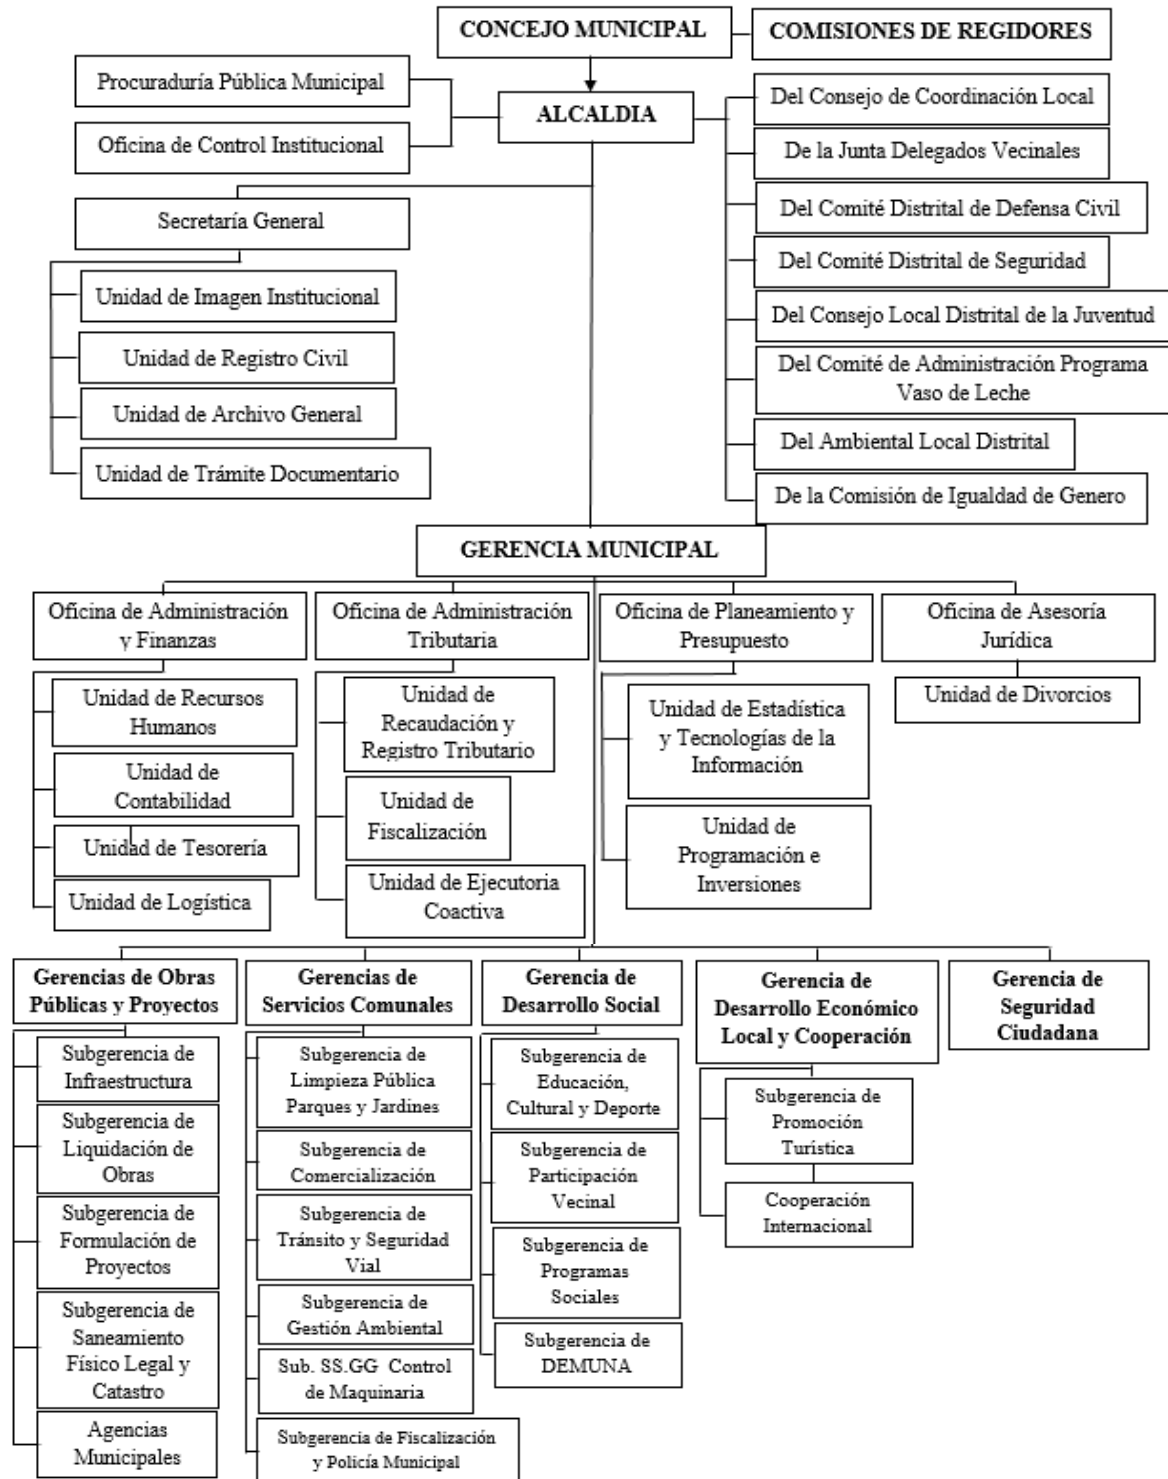 CONCEJO MUNICIPAL
COMISIONES DE REGIDORES
Procuraduría Pública Municipal
ALCALDIA
Oficina de Control Institucional
Del Consejo de Coordinación Local
De la Junta Delegados Vecinales
Del Comité Distrital de Defensa Civil
Del Comité Distrital de Seguridad
Del Consejo Local Distrital de la Juventud
Del Comité de Administración Programa
Vaso de Leche
Del Ambiental Local Distrital
De la Comisión de Igualdad de Genero
Secretaría General
Unidad de Imagen Institucional
Unidad de Registro Civil
Unidad de Archivo General
Unidad de Trámite Documentario
GERENCIA MUNICIPAL
Oficina de Administración
y Finanzas
Unidad de Recursos
Humanos
Unidad de
Contabilidad
Unidad de Tesorería
Unidad de Logística
Oficina de Administración
Tributaria
Unidad de
Recaudación y
Registro Tributario
Unidad de
Fiscalización
Unidad de Ejecutoria
Coactiva
Oficina de Planeamiento y
Presupuesto
Unidad de Estadística
y Tecnologías de la
Información
Unidad de
Programación e
Inversiones
Oficina de Asesoría
Jurídica
Unidad de Divorcios
Gerencias de Obras
Públicas y Proyectos
Subgerencia de
Infraestructura
Subgerencia de
Liquidación de
Obras
Subgerencia de
Formulación de
Proyectos
Subgerencia de
Saneamiento
Físico Legal y
Catastro
Agencias
Municipales
Gerencias de
Servicios Comunales
Subgerencia de
Limpieza Pública
Parques y Jardines
Subgerencia de
Comercialización
Subgerencia de
Tránsito y Seguridad
Vial
Subgerencia de
Gestión Ambiental
Sub. SS.GG Control
de Maquinaria
Subgerencia de Fiscalización
y Policía Municipal
Gerencia de
Desarrollo Social
Subgerencia de
Educación,
Cultural y Deporte
Subgerencia de
Participación
Vecinal
Subgerencia de
Programas
Sociales
Subgerencia de
DEMUNA
Gerencia de
Desarrollo Económico
Local y Cooperación
Subgerencia de
Promoción
Turística
Cooperación
Internacional
Gerencia de
Seguridad
Ciudadana